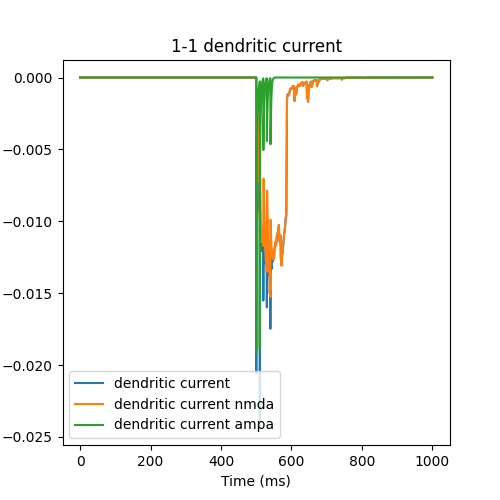 1-1 dendritic current
0.000
−0.005
−0.010
−0.015
−0.020
−0.025
dendritic current
dendritic current nmda
dendritic current ampa
0 200 400 600 800 1000
Time (ms)